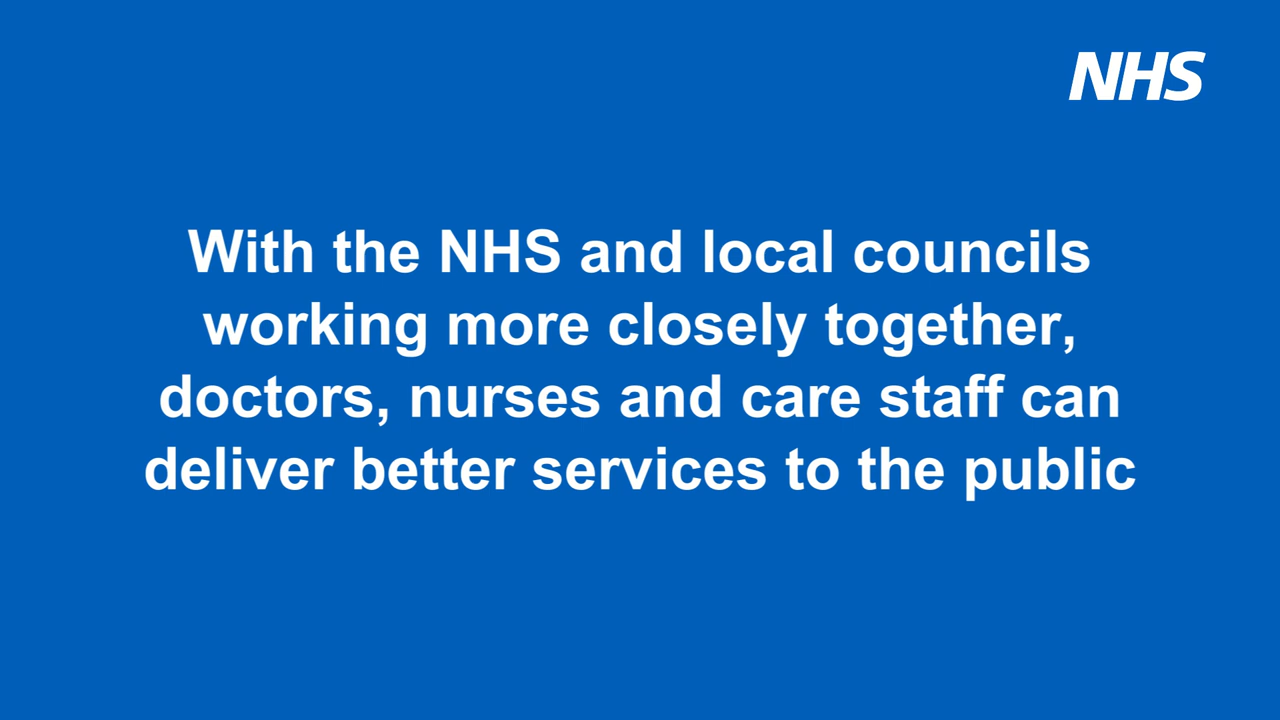 NHS
With the NHS and local councils
working more closely together,
doctors, nurses and care staff can
deliver better services to the public